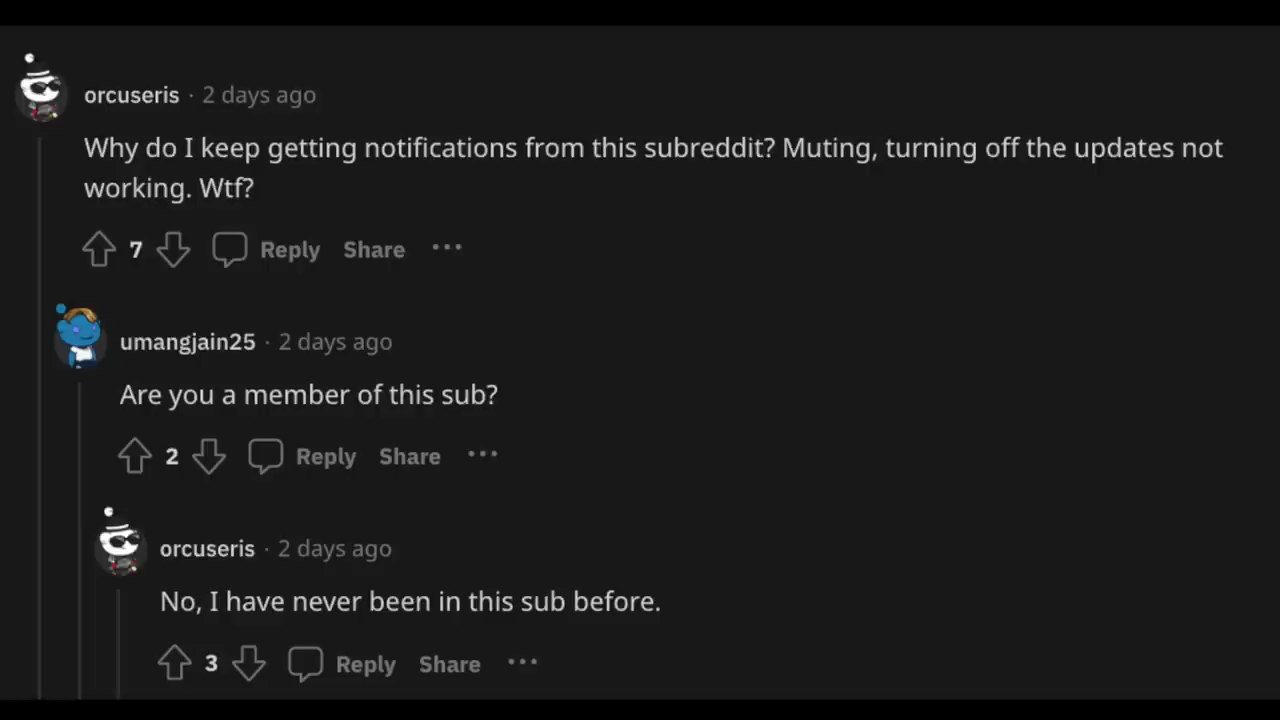 orcuseris · 2 days ago
Why do I keep getting notifications from this subreddit? Muting, turning off the updates not
working. Wtf?
7 Reply Share ···
umangjain25 · 2 days ago
Are you a member of this sub?
2 Reply Share ···
orcuseris · 2 days ago
No, I have never been in this sub before.
3 Reply Share ···